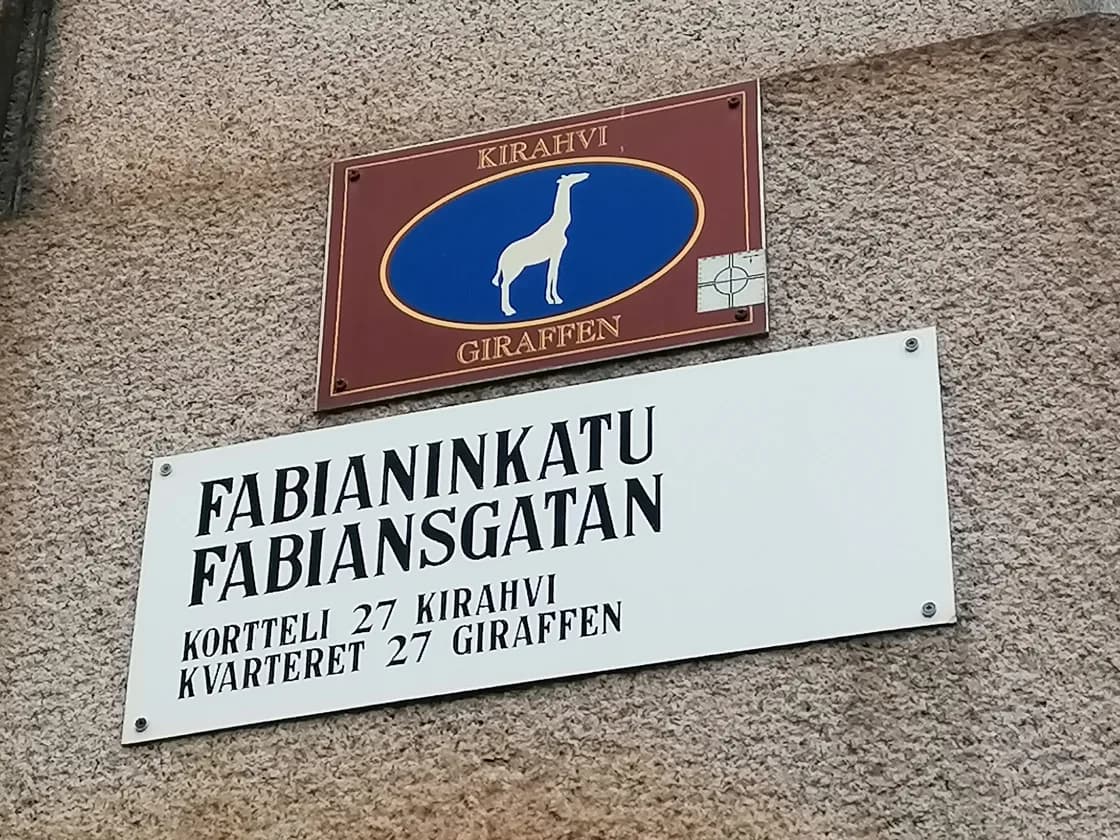 KIRAHVI
GIRAFFEN
FABIANINKATU
FABIANSGATAN
KORTTELI 27 KIRAHVI
KVARTERET 27 GIRAFFEN